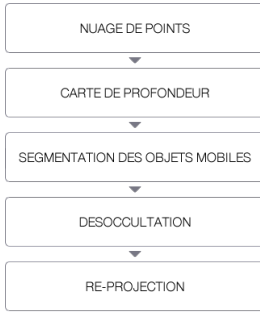 NUAGE DE POINTS
CARTE DE PROFONDEUR
SEGMENTATION DES OBJETS MOBILES
DESOCCULTATION
RE-PROJECTION